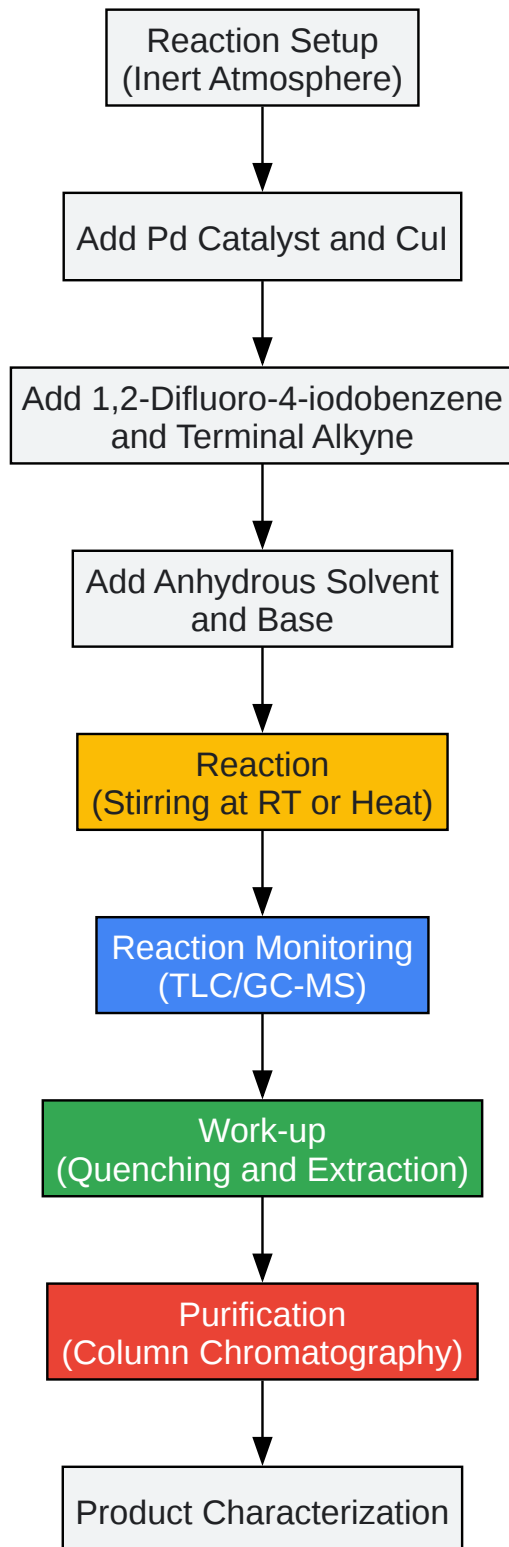 Reaction Setup
(Inert Atmosphere)
Add Pd Catalyst and CuI
Add 1,2-Difluoro-4-iodobenzene
and Terminal Alkyne
Add Anhydrous Solvent
and Base
Reaction
(Stirring at RT or Heat)
Reaction Monitoring
(TLC/GC-MS)
Work-up
(Quenching and Extraction)
Purification
(Column Chromatography)
Product Characterization